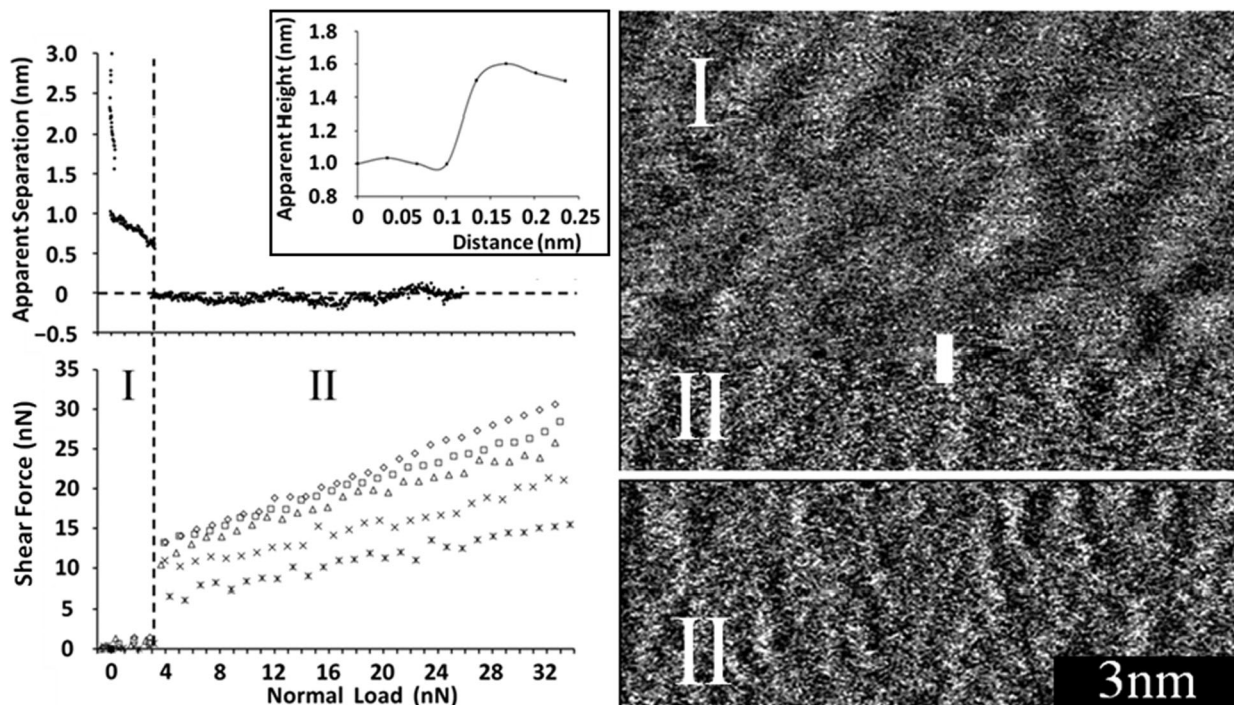 Apparent Separation (nm)
3.0
2.5
2.0
1.5
1.0
0.5
0
−0.5
Apparent Height (nm)
1.8
1.6
1.4
1.2
1.0
0.8
0 0.05 0.1 0.15 0.2 0.25
Distance (nm)
Shear Force (nN)
35
30
25
20
15
10
5
0
I II
0 4 8 12 16 20 24 28 32
Normal Load (nN)
I
II
II
3nm